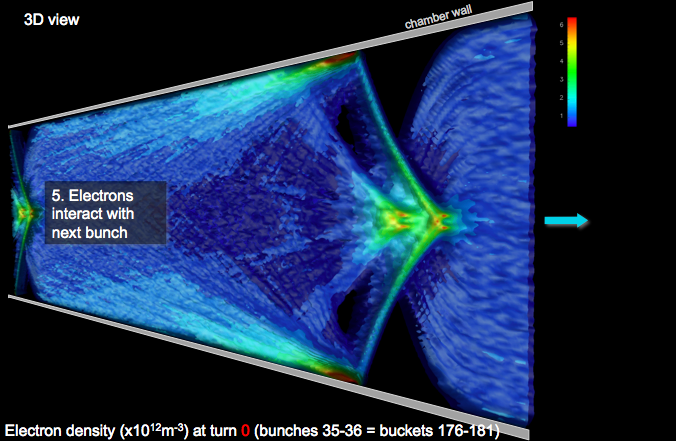 3D view
chamber wall
6
5
4
3
2
1
5. Electrons
interact with
next bunch
Electron density (x10¹²m⁻³) at turn 0 (bunches 35-36 = buckets 176-181)